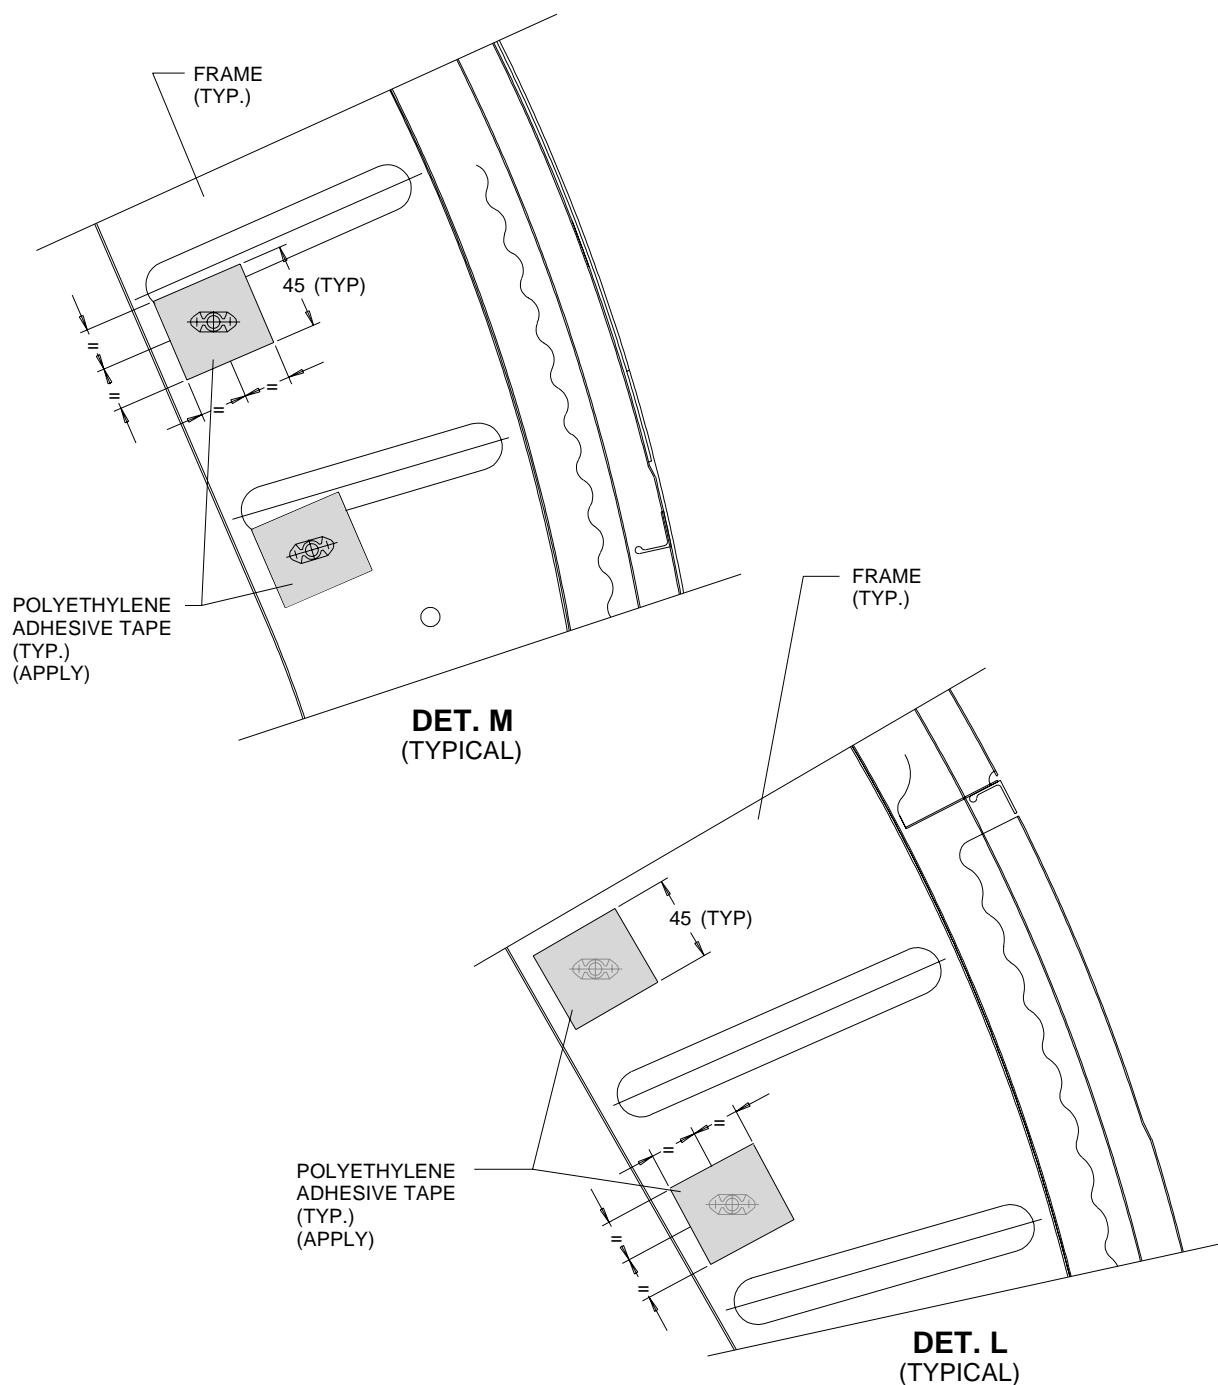 FRAME
(TYP.)
45 (TYP)
=
=
=
=
POLYETHYLENE
ADHESIVE TAPE
(TYP.)
(APPLY)
DET. M
(TYPICAL)
FRAME
(TYP.)
45 (TYP)
=
=
POLYETHYLENE
ADHESIVE TAPE
(TYP.)
(APPLY)
=
=
DET. L
(TYPICAL)